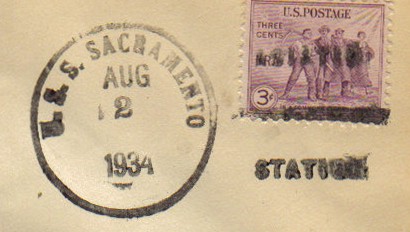 U.S.S. SACRAMENTO
AUG
2
1934
U.S. POSTAGE
THREE
CENTS
3¢
STATION